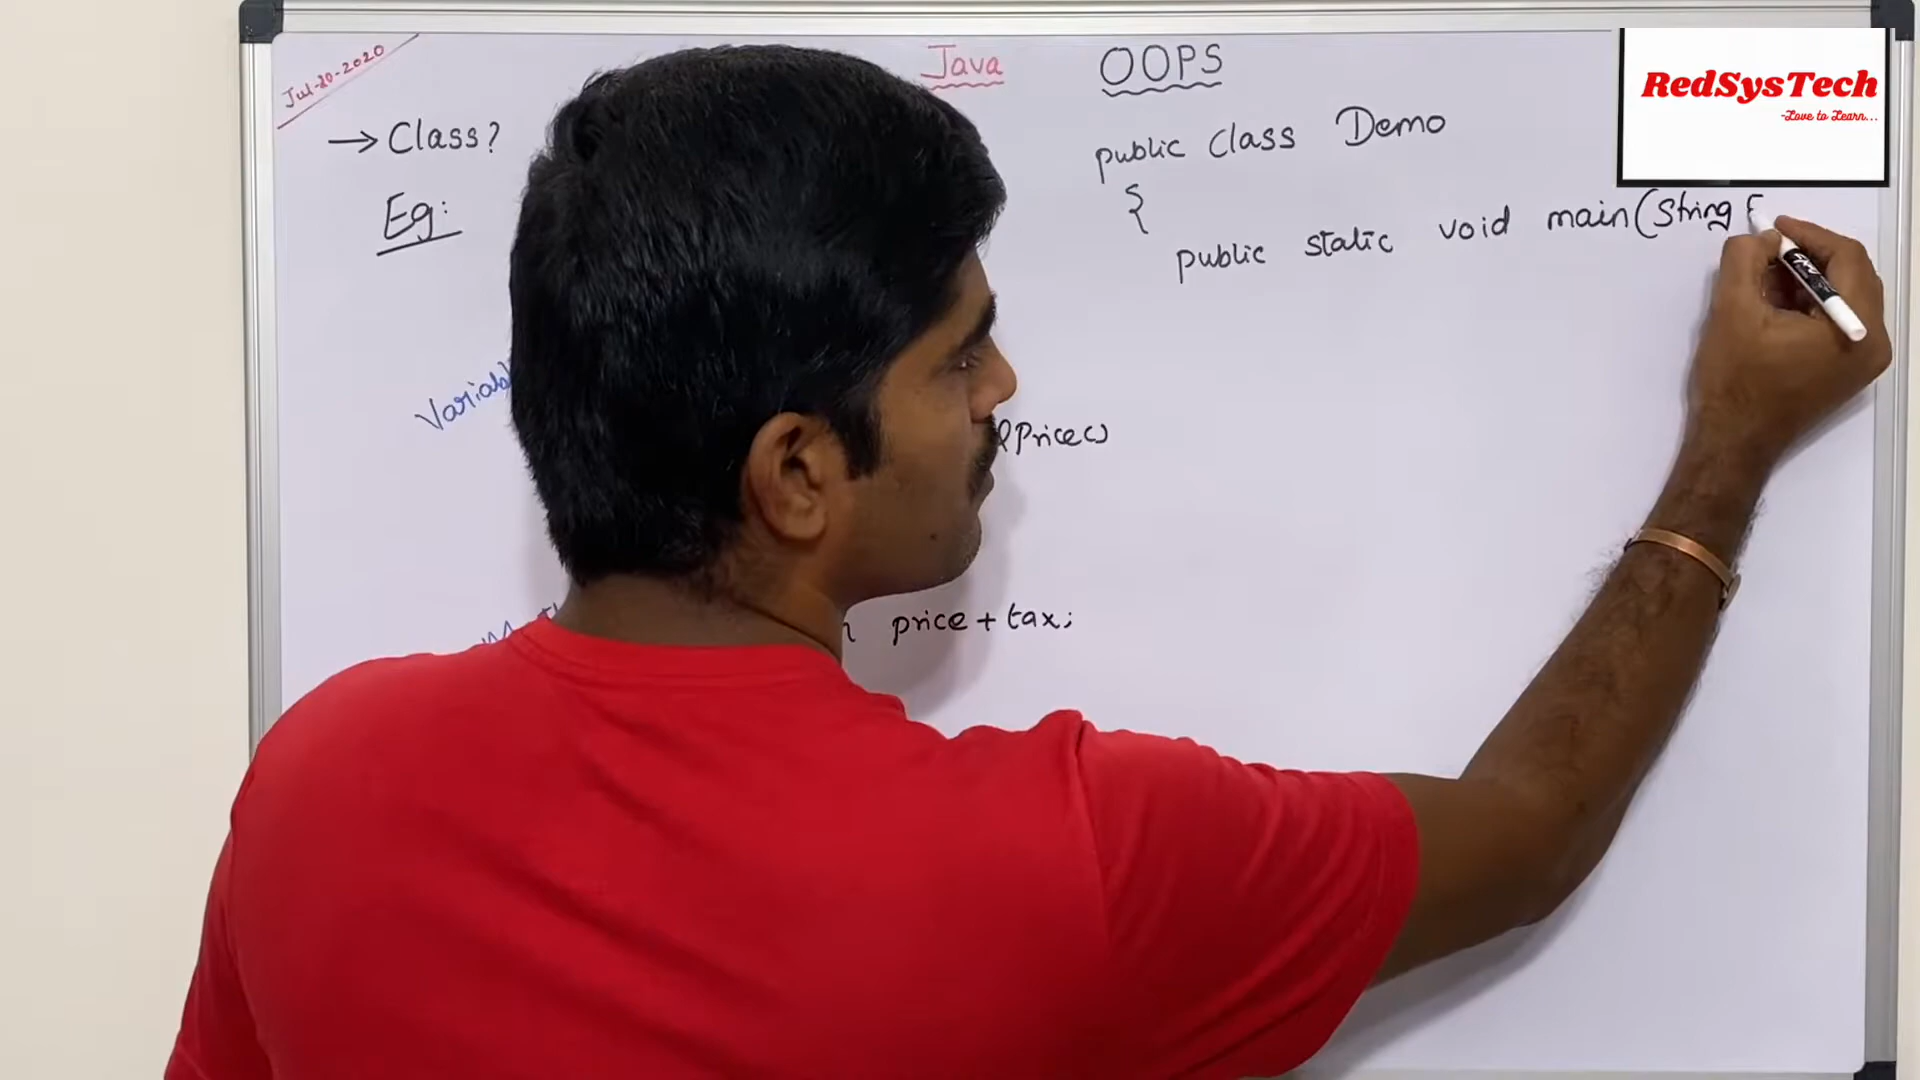 Jul-20-2020
Java OOPS
RedSysTech
-Love to Learn...
→ Class?
Eg:
public class Demo
{
public static void main(String [
Price()
price + tax;